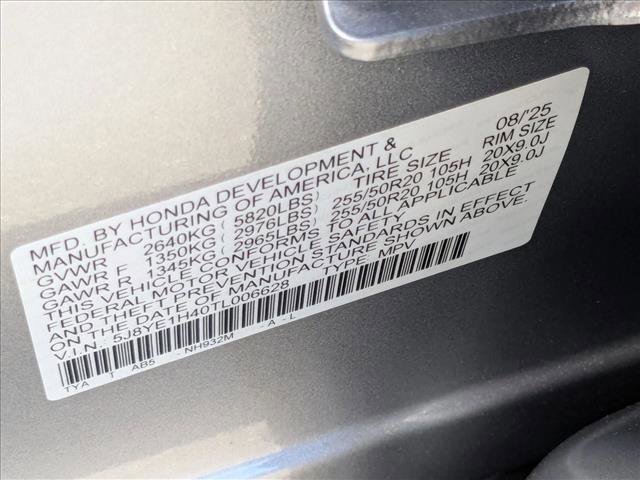 MFD. BY HONDA DEVELOPMENT & 08/'25
MANUFACTURING OF AMERICA, LLC TIRE SIZE RIM SIZE
GVWR 2640KG ( 5820LBS)
GAWR F 1350KG ( 2976LBS) 255/50R20 105H 20X9.0J
GAWR R 1345KG ( 2965LBS) 255/50R20 105H 20X9.0J
THIS VEHICLE CONFORMS TO ALL APPLICABLE
FEDERAL MOTOR VEHICLE SAFETY AND
THEFT PREVENTION STANDARDS IN EFFECT
ON THE DATE OF MANUFACTURE SHOWN ABOVE.
V.I.N.: 5J8YE1H40TL006628 TYPE: MPV
TYA T AB5 -NH932M -A-L